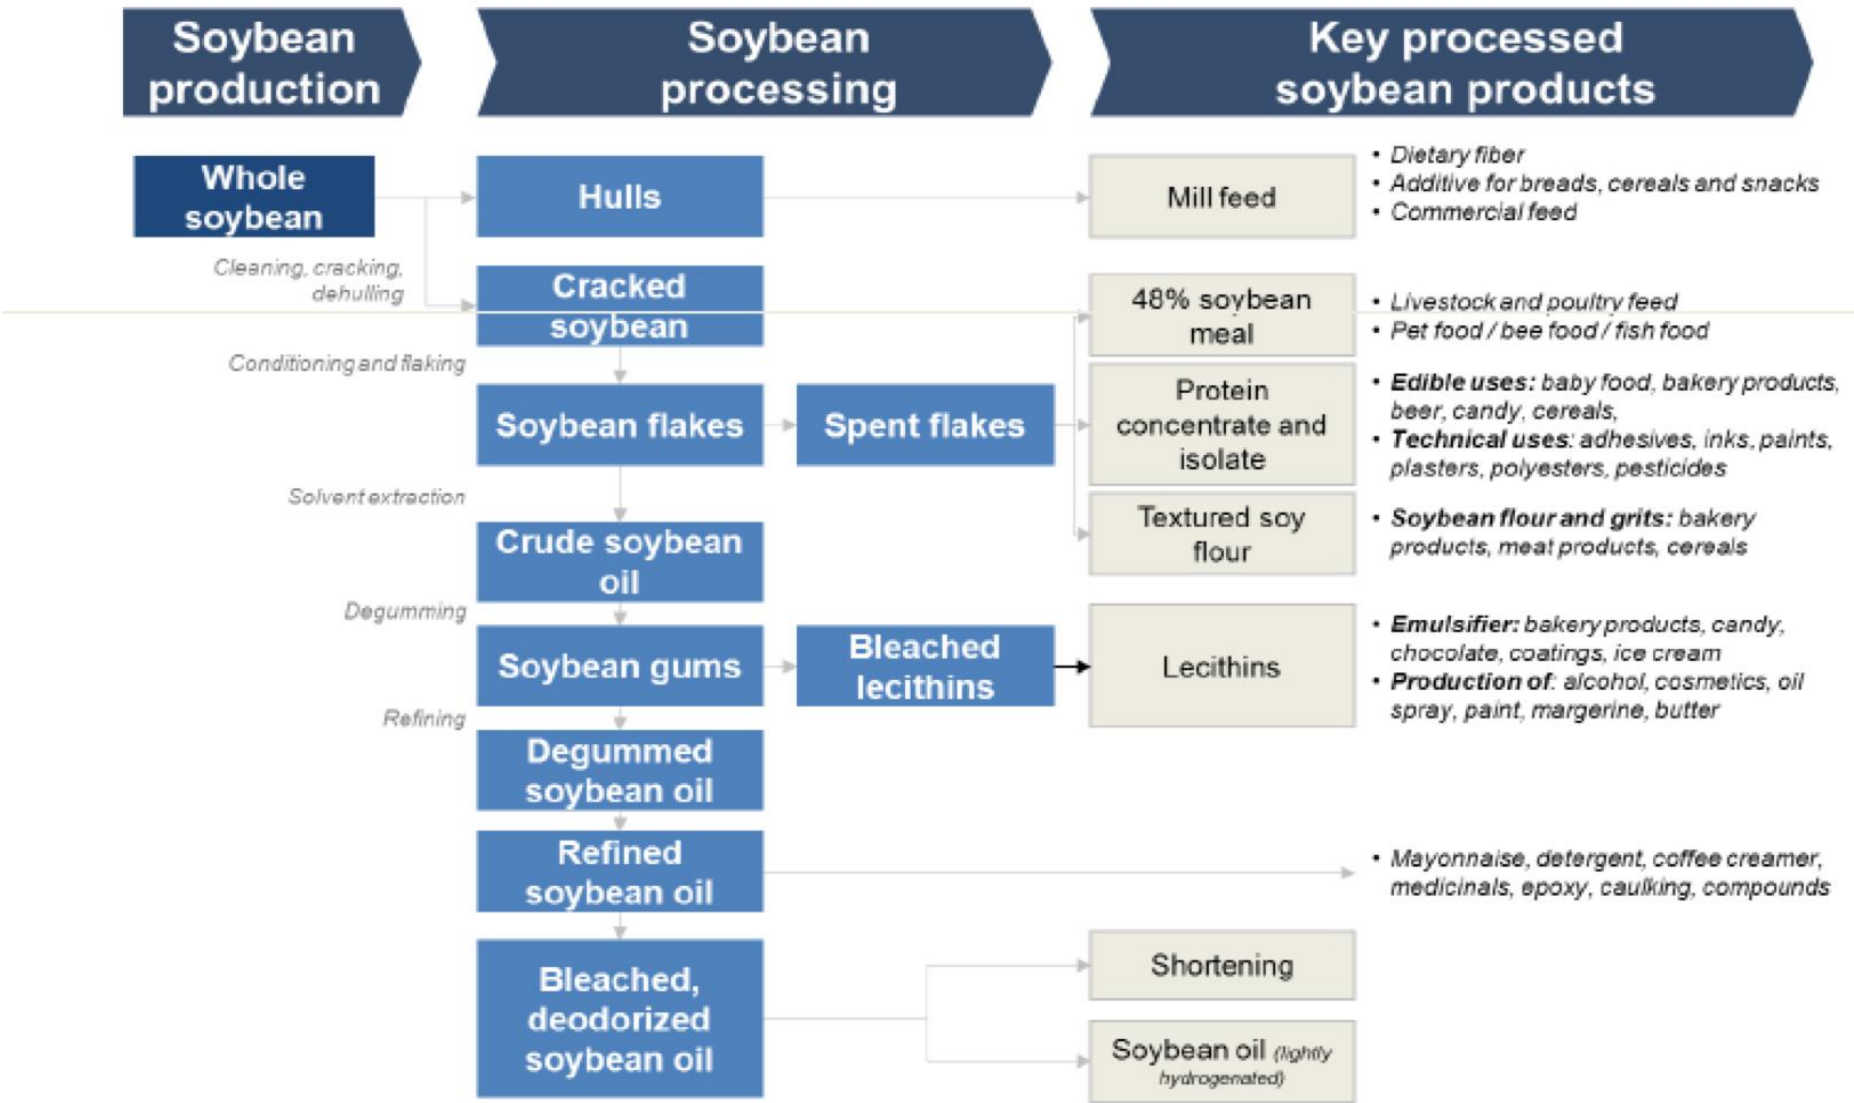 Soybean
production
Soybean
processing
Key processed
soybean products
Whole
soybean
Hulls
Mill feed
• Dietary fiber
• Additive for breads, cereals and snacks
• Commercial feed
Cleaning, cracking,
dehulling
Cracked
soybean
48% soybean
meal
• Livestock and poultry feed
• Pet food / bee food / fish food
Conditioning and flaking
Soybean flakes
Spent flakes
Protein
concentrate and
isolate
• Edible uses: baby food, bakery products,
beer, candy, cereals,
• Technical uses: adhesives, inks, paints,
plasters, polyesters, pesticides
Solvent extraction
Textured soy
flour
• Soybean flour and grits: bakery
products, meat products, cereals
Crude soybean
oil
Degumming
Soybean gums
Bleached
lecithins
Lecithins
• Emulsifier: bakery products, candy,
chocolate, coatings, ice cream
• Production of: alcohol, cosmetics, oil
spray, paint, margerine, butter
Refining
Degummed
soybean oil
Refined
soybean oil
• Mayonnaise, detergent, coffee creamer,
medicinals, epoxy, caulking, compounds
Bleached,
deodorized
soybean oil
Shortening
Soybean oil (lightly
hydrogenated)